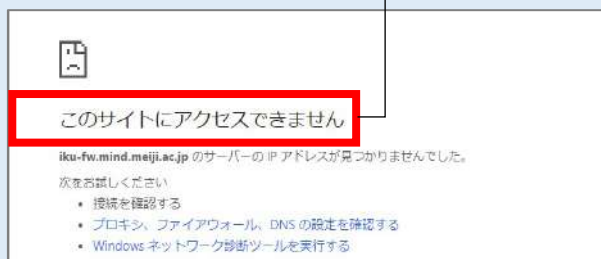 このサイトにアクセスできません
iku-fw.mind.meiji.ac.jp のサーバーの IP アドレスが見つかりませんでした。
次をお試しください
• 接続を確認する
• プロキシ、ファイアウォール、DNS の設定を確認する
• Windows ネットワーク診断ツールを実行する